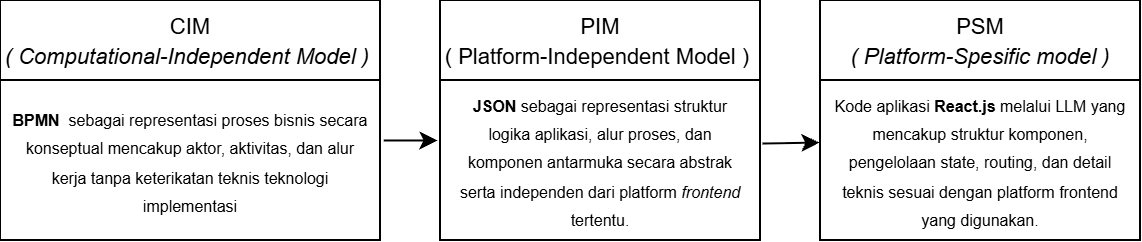 CIM
( Computational-Independent Model )
BPMN sebagai representasi proses bisnis secara
konseptual mencakup aktor, aktivitas, dan alur
kerja tanpa keterikatan teknis teknologi
implementasi
PIM
( Platform-Independent Model )
JSON sebagai representasi struktur
logika aplikasi, alur proses, dan
komponen antarmuka secara abstrak
serta independen dari platform frontend
tertentu.
PSM
( Platform-Spesific model )
Kode aplikasi React.js melalui LLM yang
mencakup struktur komponen,
pengelolaan state, routing, dan detail
teknis sesuai dengan platform frontend
yang digunakan.